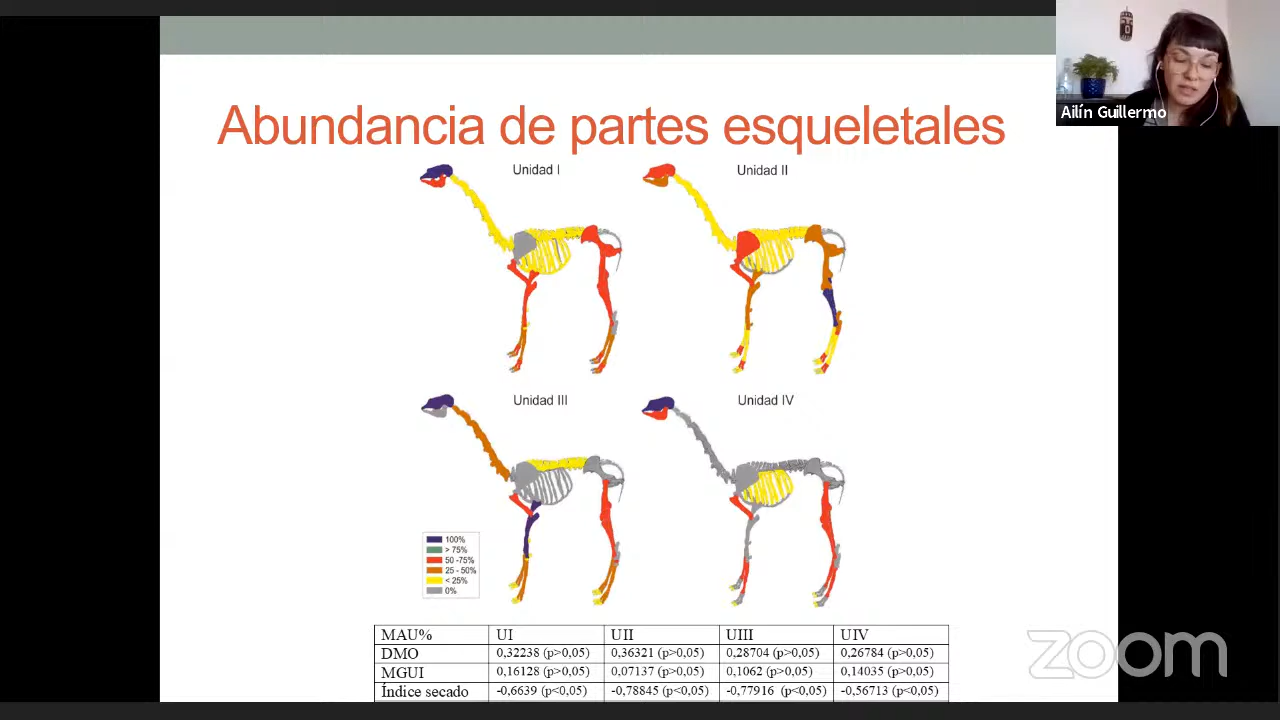 Ailín Guillermo
Abundancia de partes esqueletales
Unidad I
Unidad II
Unidad III
Unidad IV
100%
> 75%
50 -75%
25 - 50%
< 25%
0%
MAU% UI UII UIII UIV
DMO 0,32238 (p>0,05) 0,36321 (p>0,05) 0,28704 (p>0,05) 0,26784 (p>0,05)
MGUI 0,16128 (p>0,05) 0,07137 (p>0,05) 0,1062 (p>0,05) 0,14035 (p>0,05)
Índice secado -0,6639 (p<0,05) -0,78845 (p<0,05) -0,77916 (p<0,05) -0,56713 (p<0,05)
zoom